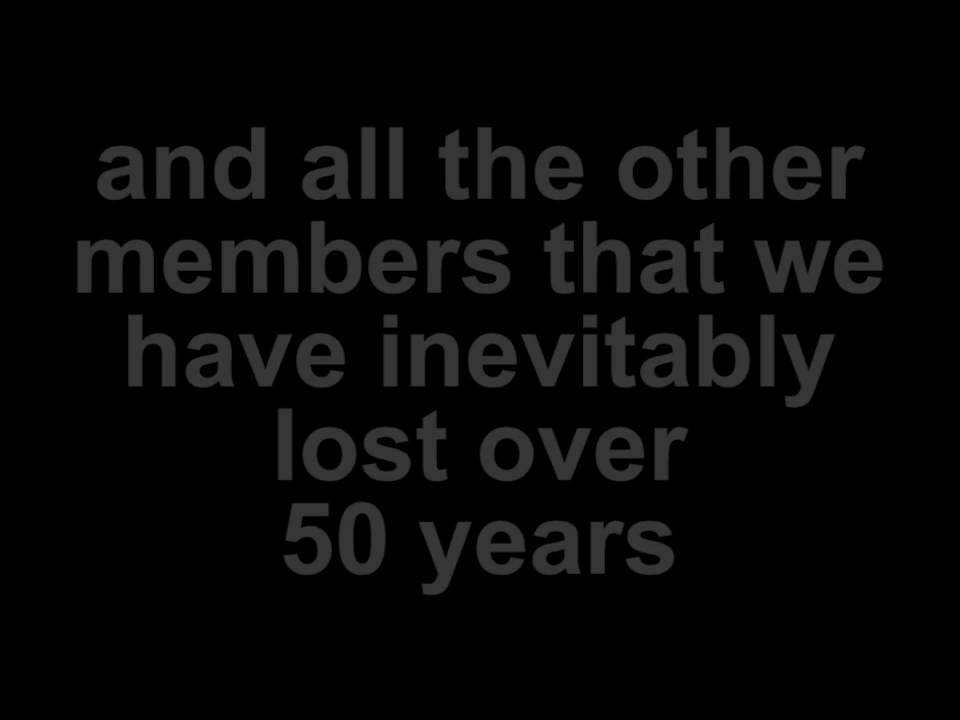 and all the other
members that we
have inevitably
lost over
50 years